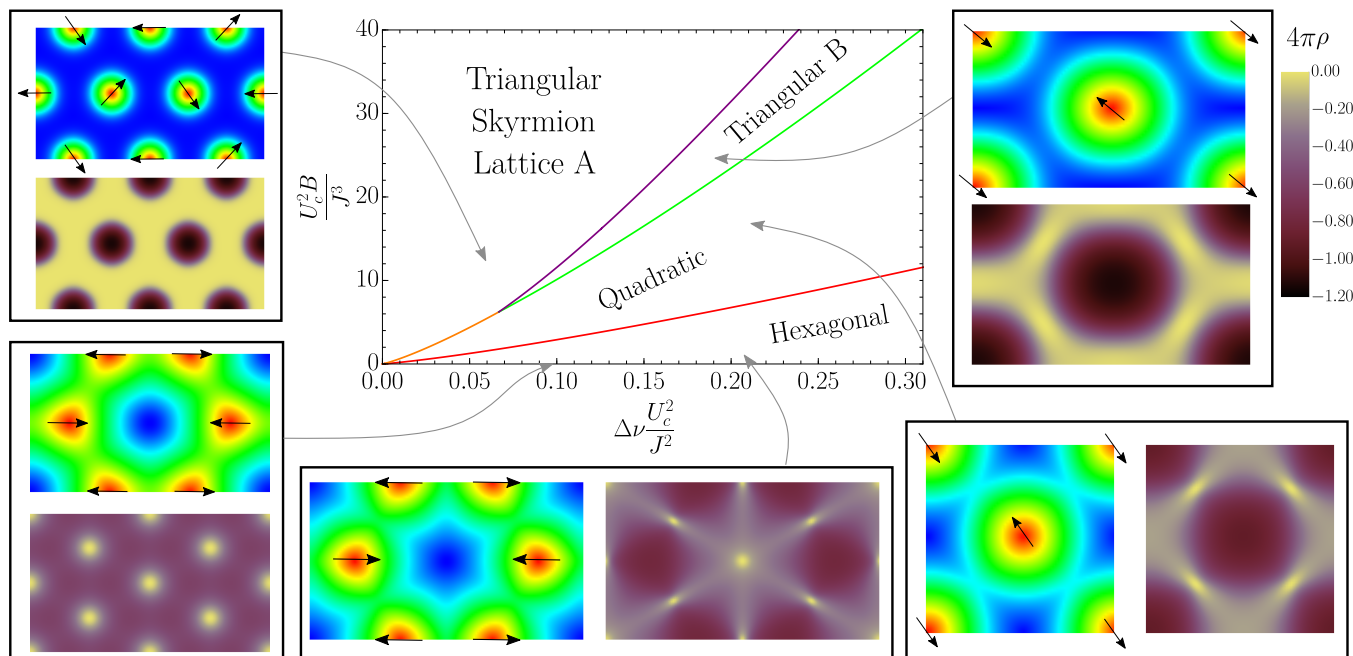 40
30
20
10
0
U_c^2 B / J^3
Triangular
Skyrmion
Lattice A
Triangular B
Quadratic
Hexagonal
0.00 0.05 0.10 0.15 0.20 0.25 0.30
Δν U_c^2 / J^2
4πρ
0.00
−0.20
−0.40
−0.60
−0.80
−1.00
−1.20